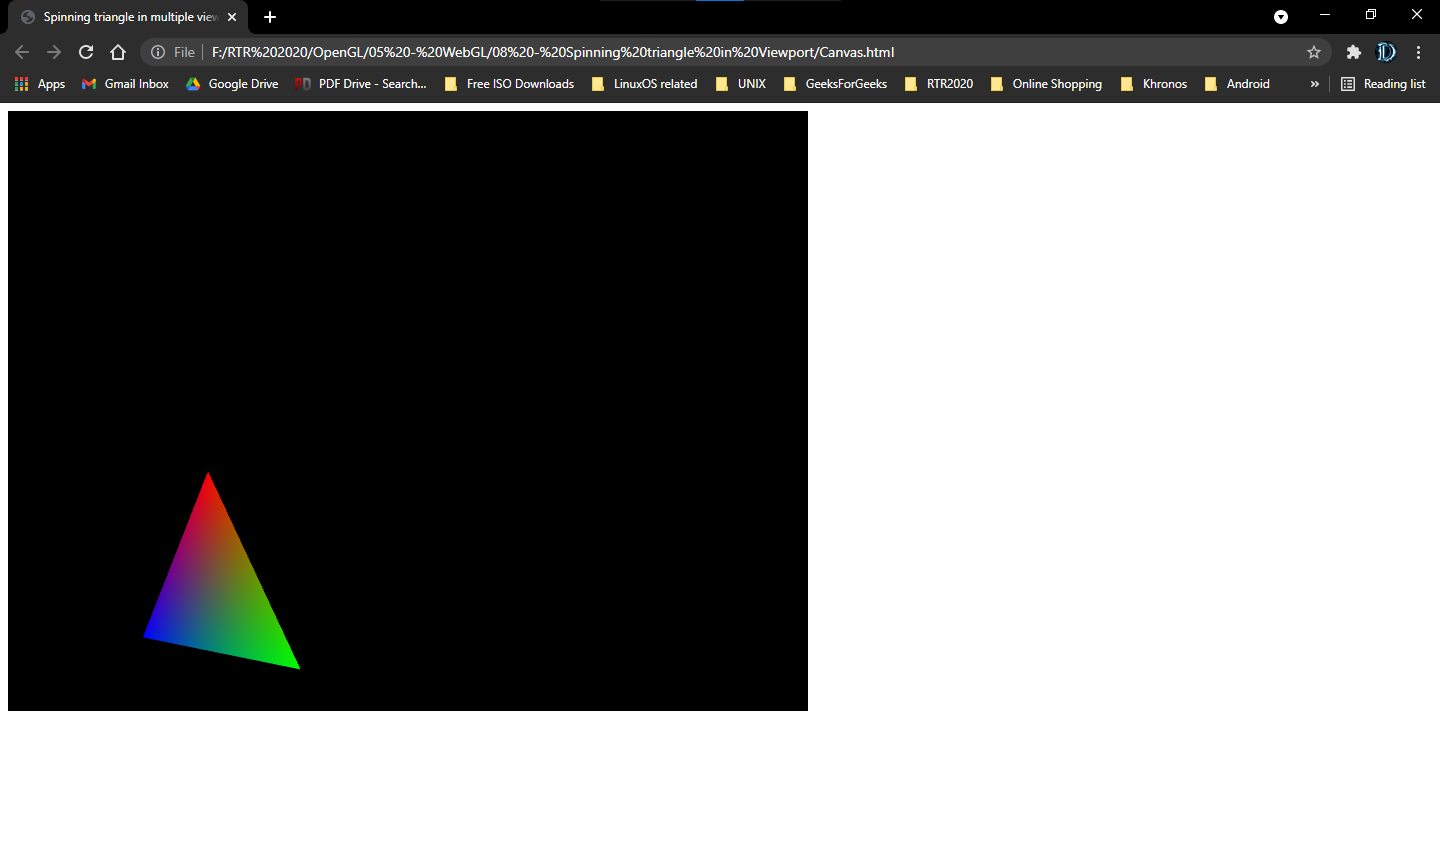 Spinning triangle in multiple view
File F:/RTR%202020/OpenGL/05%20-%20WebGL/08%20-%20Spinning%20triangle%20in%20Viewport/Canvas.html
Apps Gmail Inbox Google Drive PDF Drive - Search... Free ISO Downloads LinuxOS related UNIX GeeksForGeeks RTR2020 Online Shopping Khronos Android » Reading list